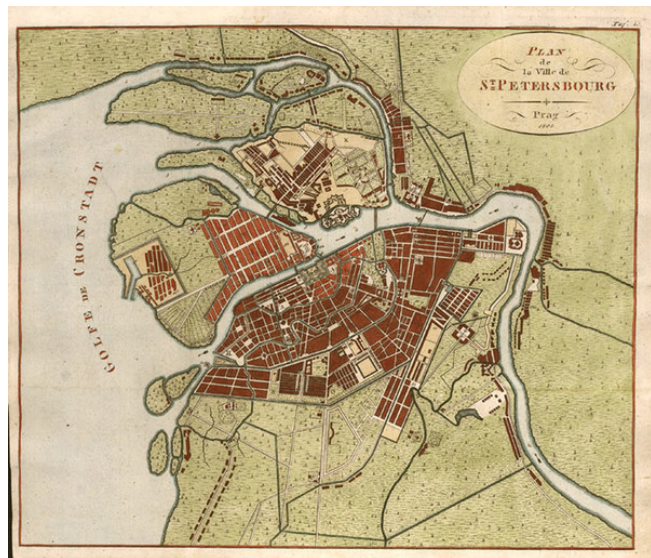 PLAN
de
la Ville de
ST. PETERSBOURG
Prag
GOLFE DE CRONSTADT